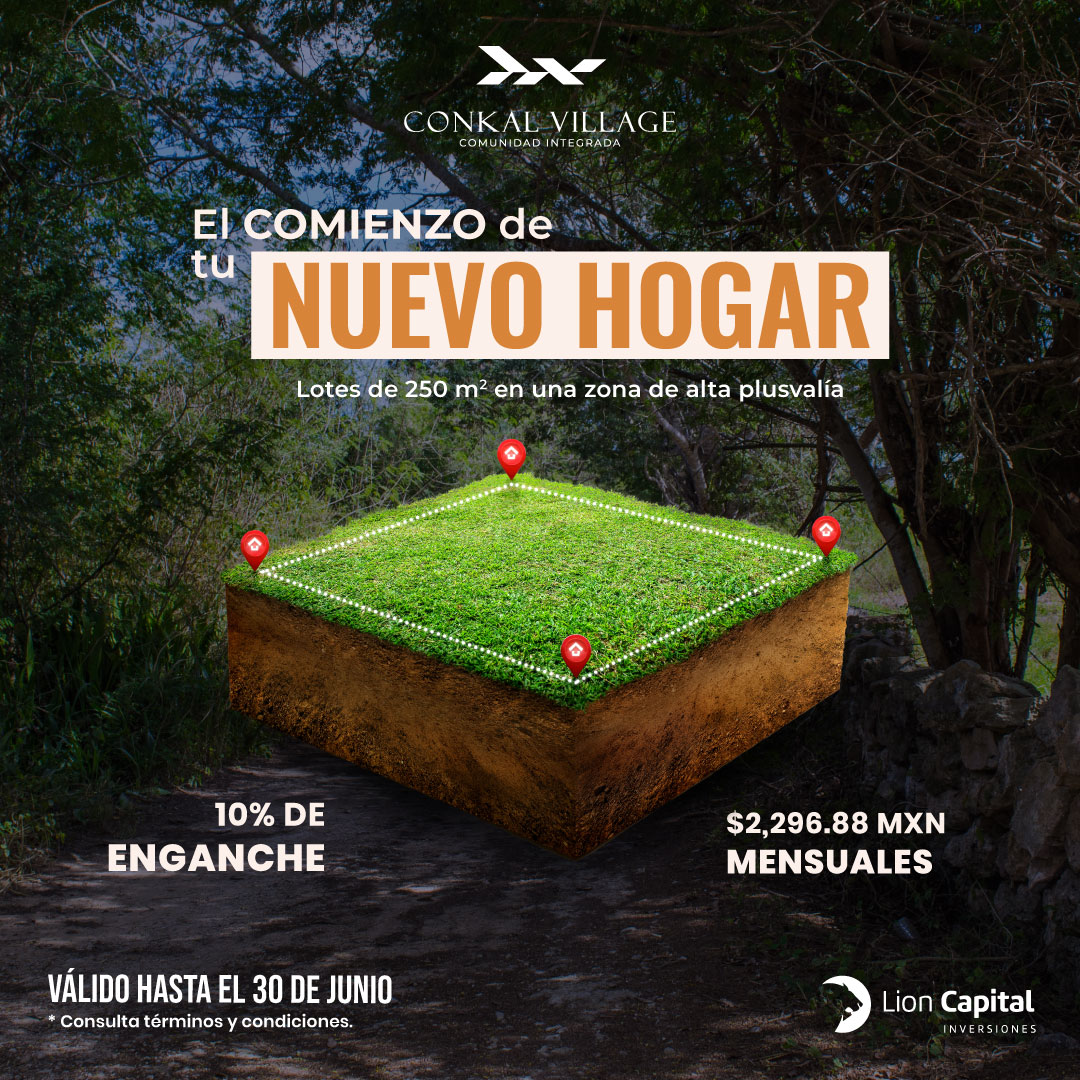 CONKAL VILLAGE
COMUNIDAD INTEGRADA
El COMIENZO de
tu NUEVO HOGAR
Lotes de 250 m² en una zona de alta plusvalía
10% DE
ENGANCHE
$2,296.88 MXN
MENSUALES
VÁLIDO HASTA EL 30 DE JUNIO
* Consulta términos y condiciones.
Lion Capital
INVERSIONES